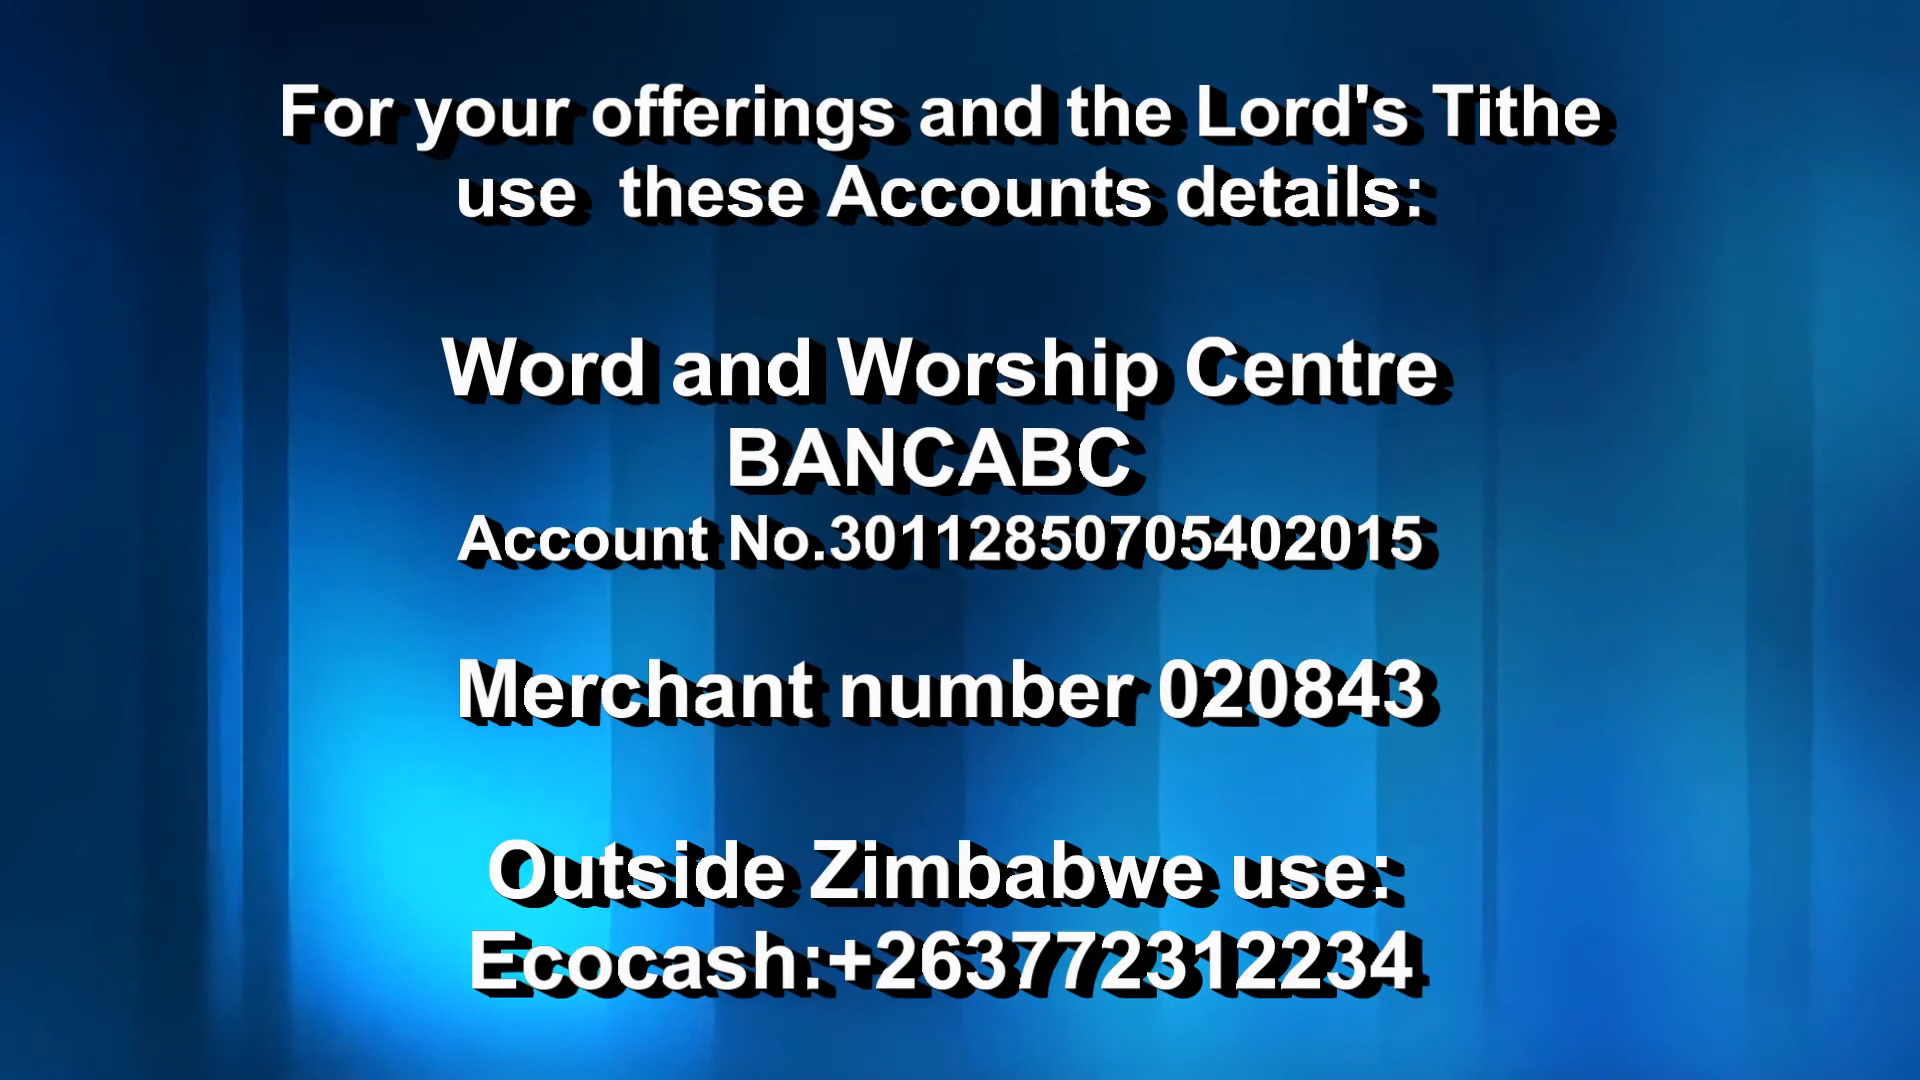 For your offerings and the Lord's Tithe
use  these Accounts details:
Word and Worship Centre
BANCABC
Account No.30112850705402015
Merchant number 020843
Outside Zimbabwe use:
Ecocash:+263772312234